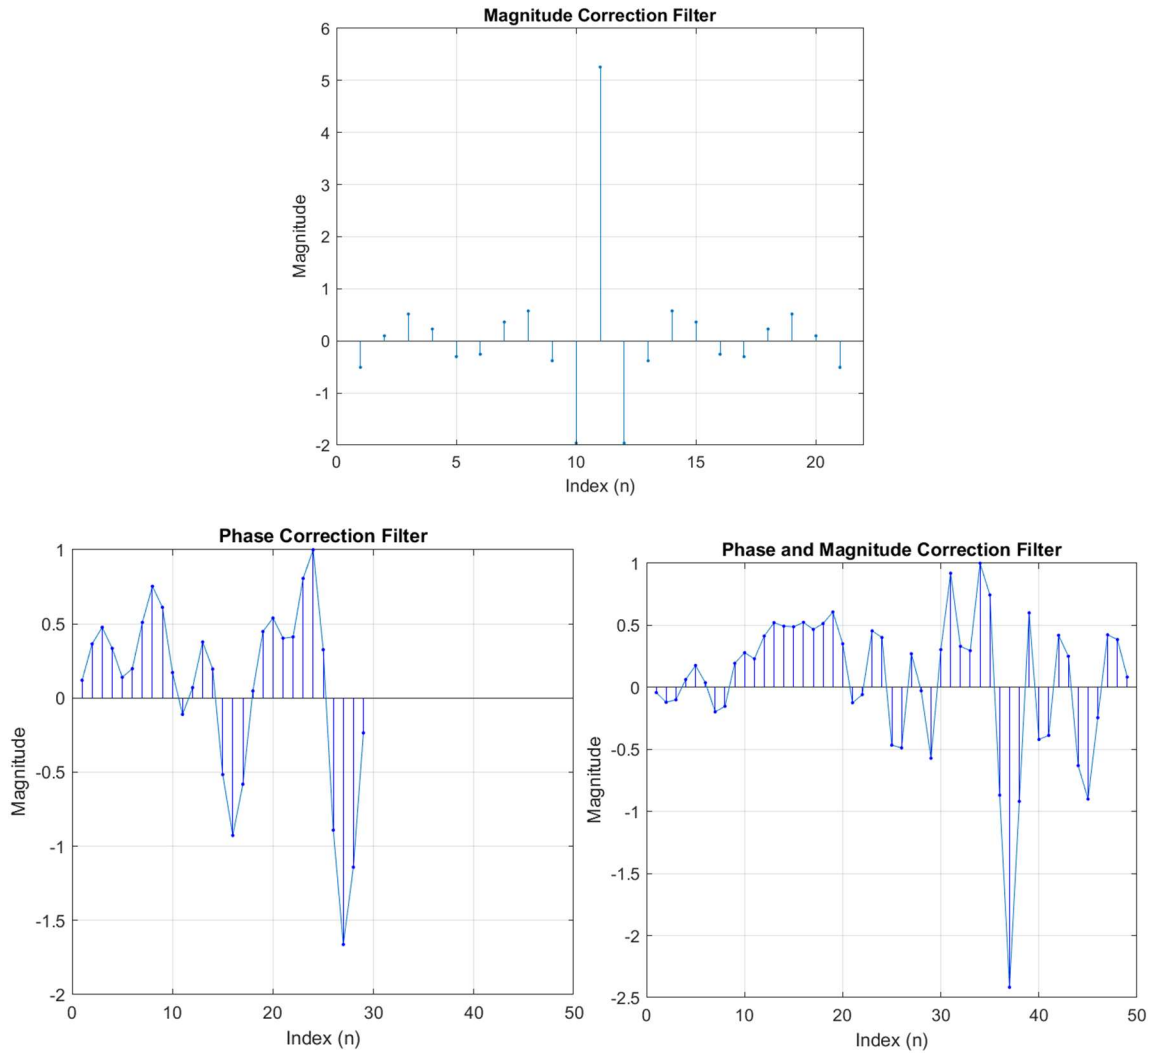 Magnitude Correction Filter
6
5
4
3
2
1
0
-1
-2
Magnitude
0 5 10 15 20
Index (n)
Phase Correction Filter
1
0.5
0
-0.5
-1
-1.5
-2
Magnitude
0 10 20 30 40 50
Index (n)
Phase and Magnitude Correction Filter
1
0.5
0
-0.5
-1
-1.5
-2
-2.5
Magnitude
0 10 20 30 40 50
Index (n)